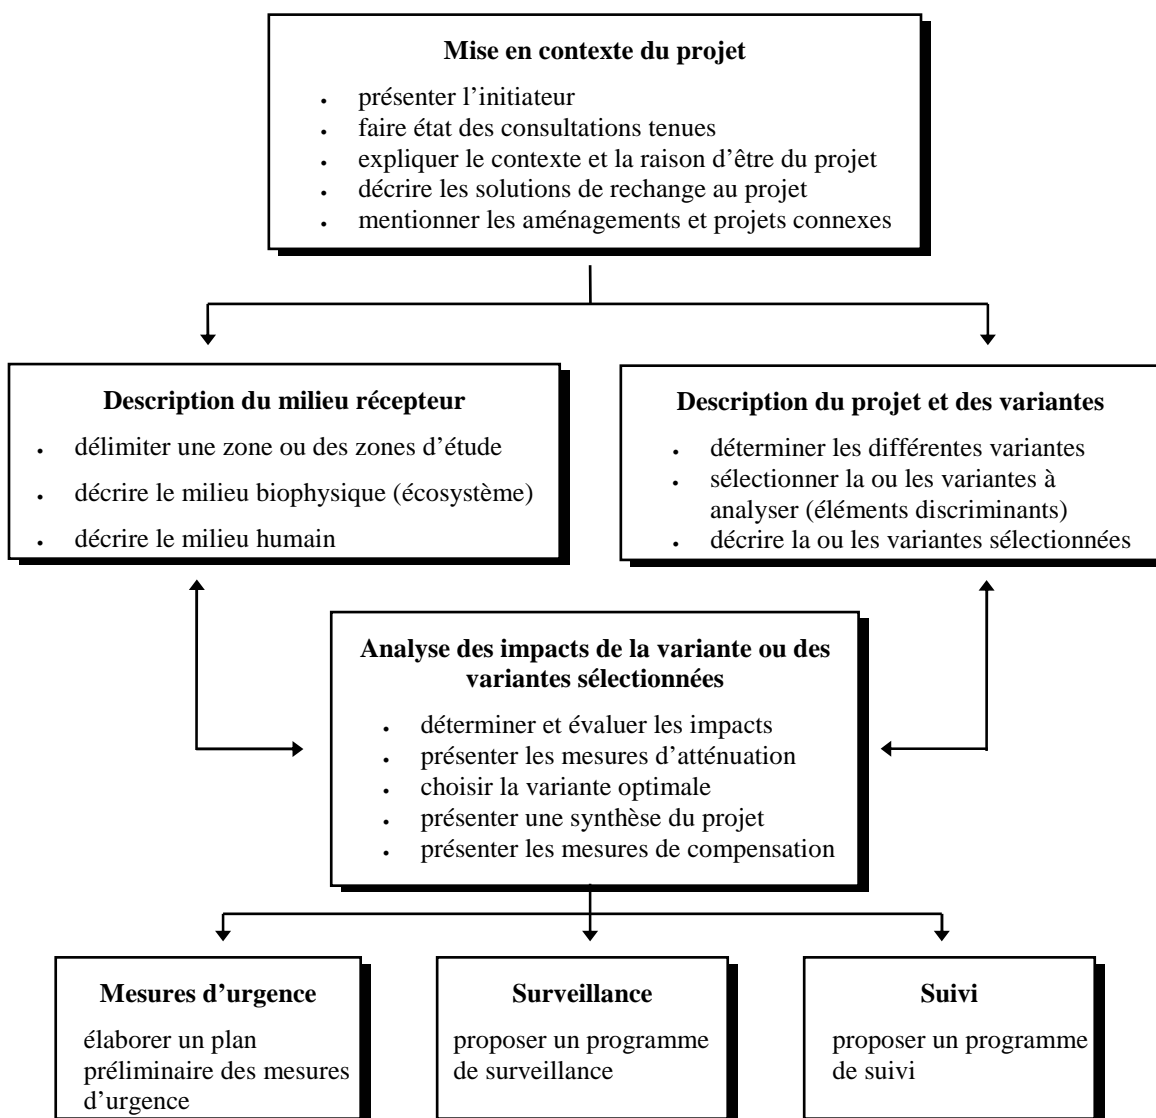 Mise en contexte du projet
• présenter l’initiateur
• faire état des consultations tenues
• expliquer le contexte et la raison d’être du projet
• décrire les solutions de rechange au projet
• mentionner les aménagements et projets connexes
Description du milieu récepteur
• délimiter une zone ou des zones d’étude
• décrire le milieu biophysique (écosystème)
• décrire le milieu humain
Description du projet et des variantes
• déterminer les différentes variantes
• sélectionner la ou les variantes à
analyser (éléments discriminants)
• décrire la ou les variantes sélectionnées
Analyse des impacts de la variante ou des
variantes sélectionnées
• déterminer et évaluer les impacts
• présenter les mesures d’atténuation
• choisir la variante optimale
• présenter une synthèse du projet
• présenter les mesures de compensation
Mesures d’urgence
élaborer un plan
préliminaire des mesures
d’urgence
Surveillance
proposer un programme
de surveillance
Suivi
proposer un programme
de suivi